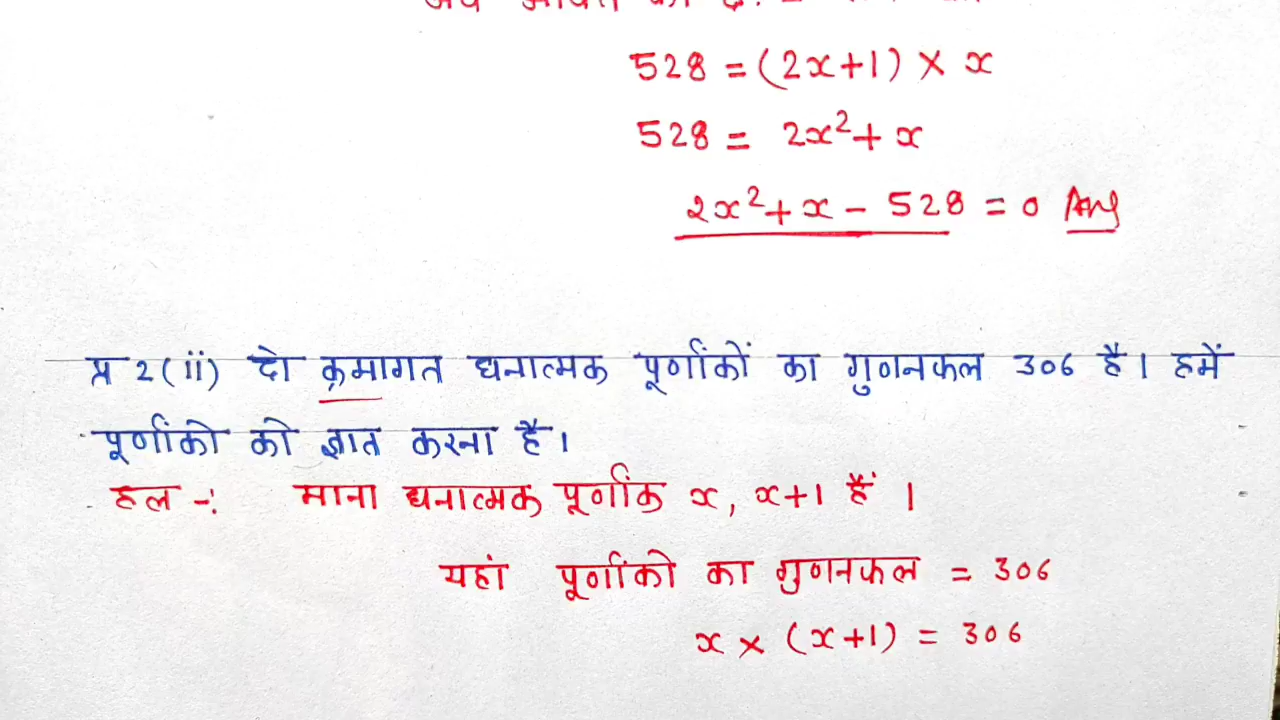 528 = (2x+1) × x
528 = 2x² + x
2x² + x - 528 = 0 Ans
प्र 2 (ii) दो क्रमागत धनात्मक पूर्णांकों का गुणनफल 306 है। हमें
पूर्णांको को ज्ञात करना है।
हल -: माना धनात्मक पूर्णांक x, x+1 हैं ।
यहां पूर्णांको का गुणनफल = 306
x × (x+1) = 306